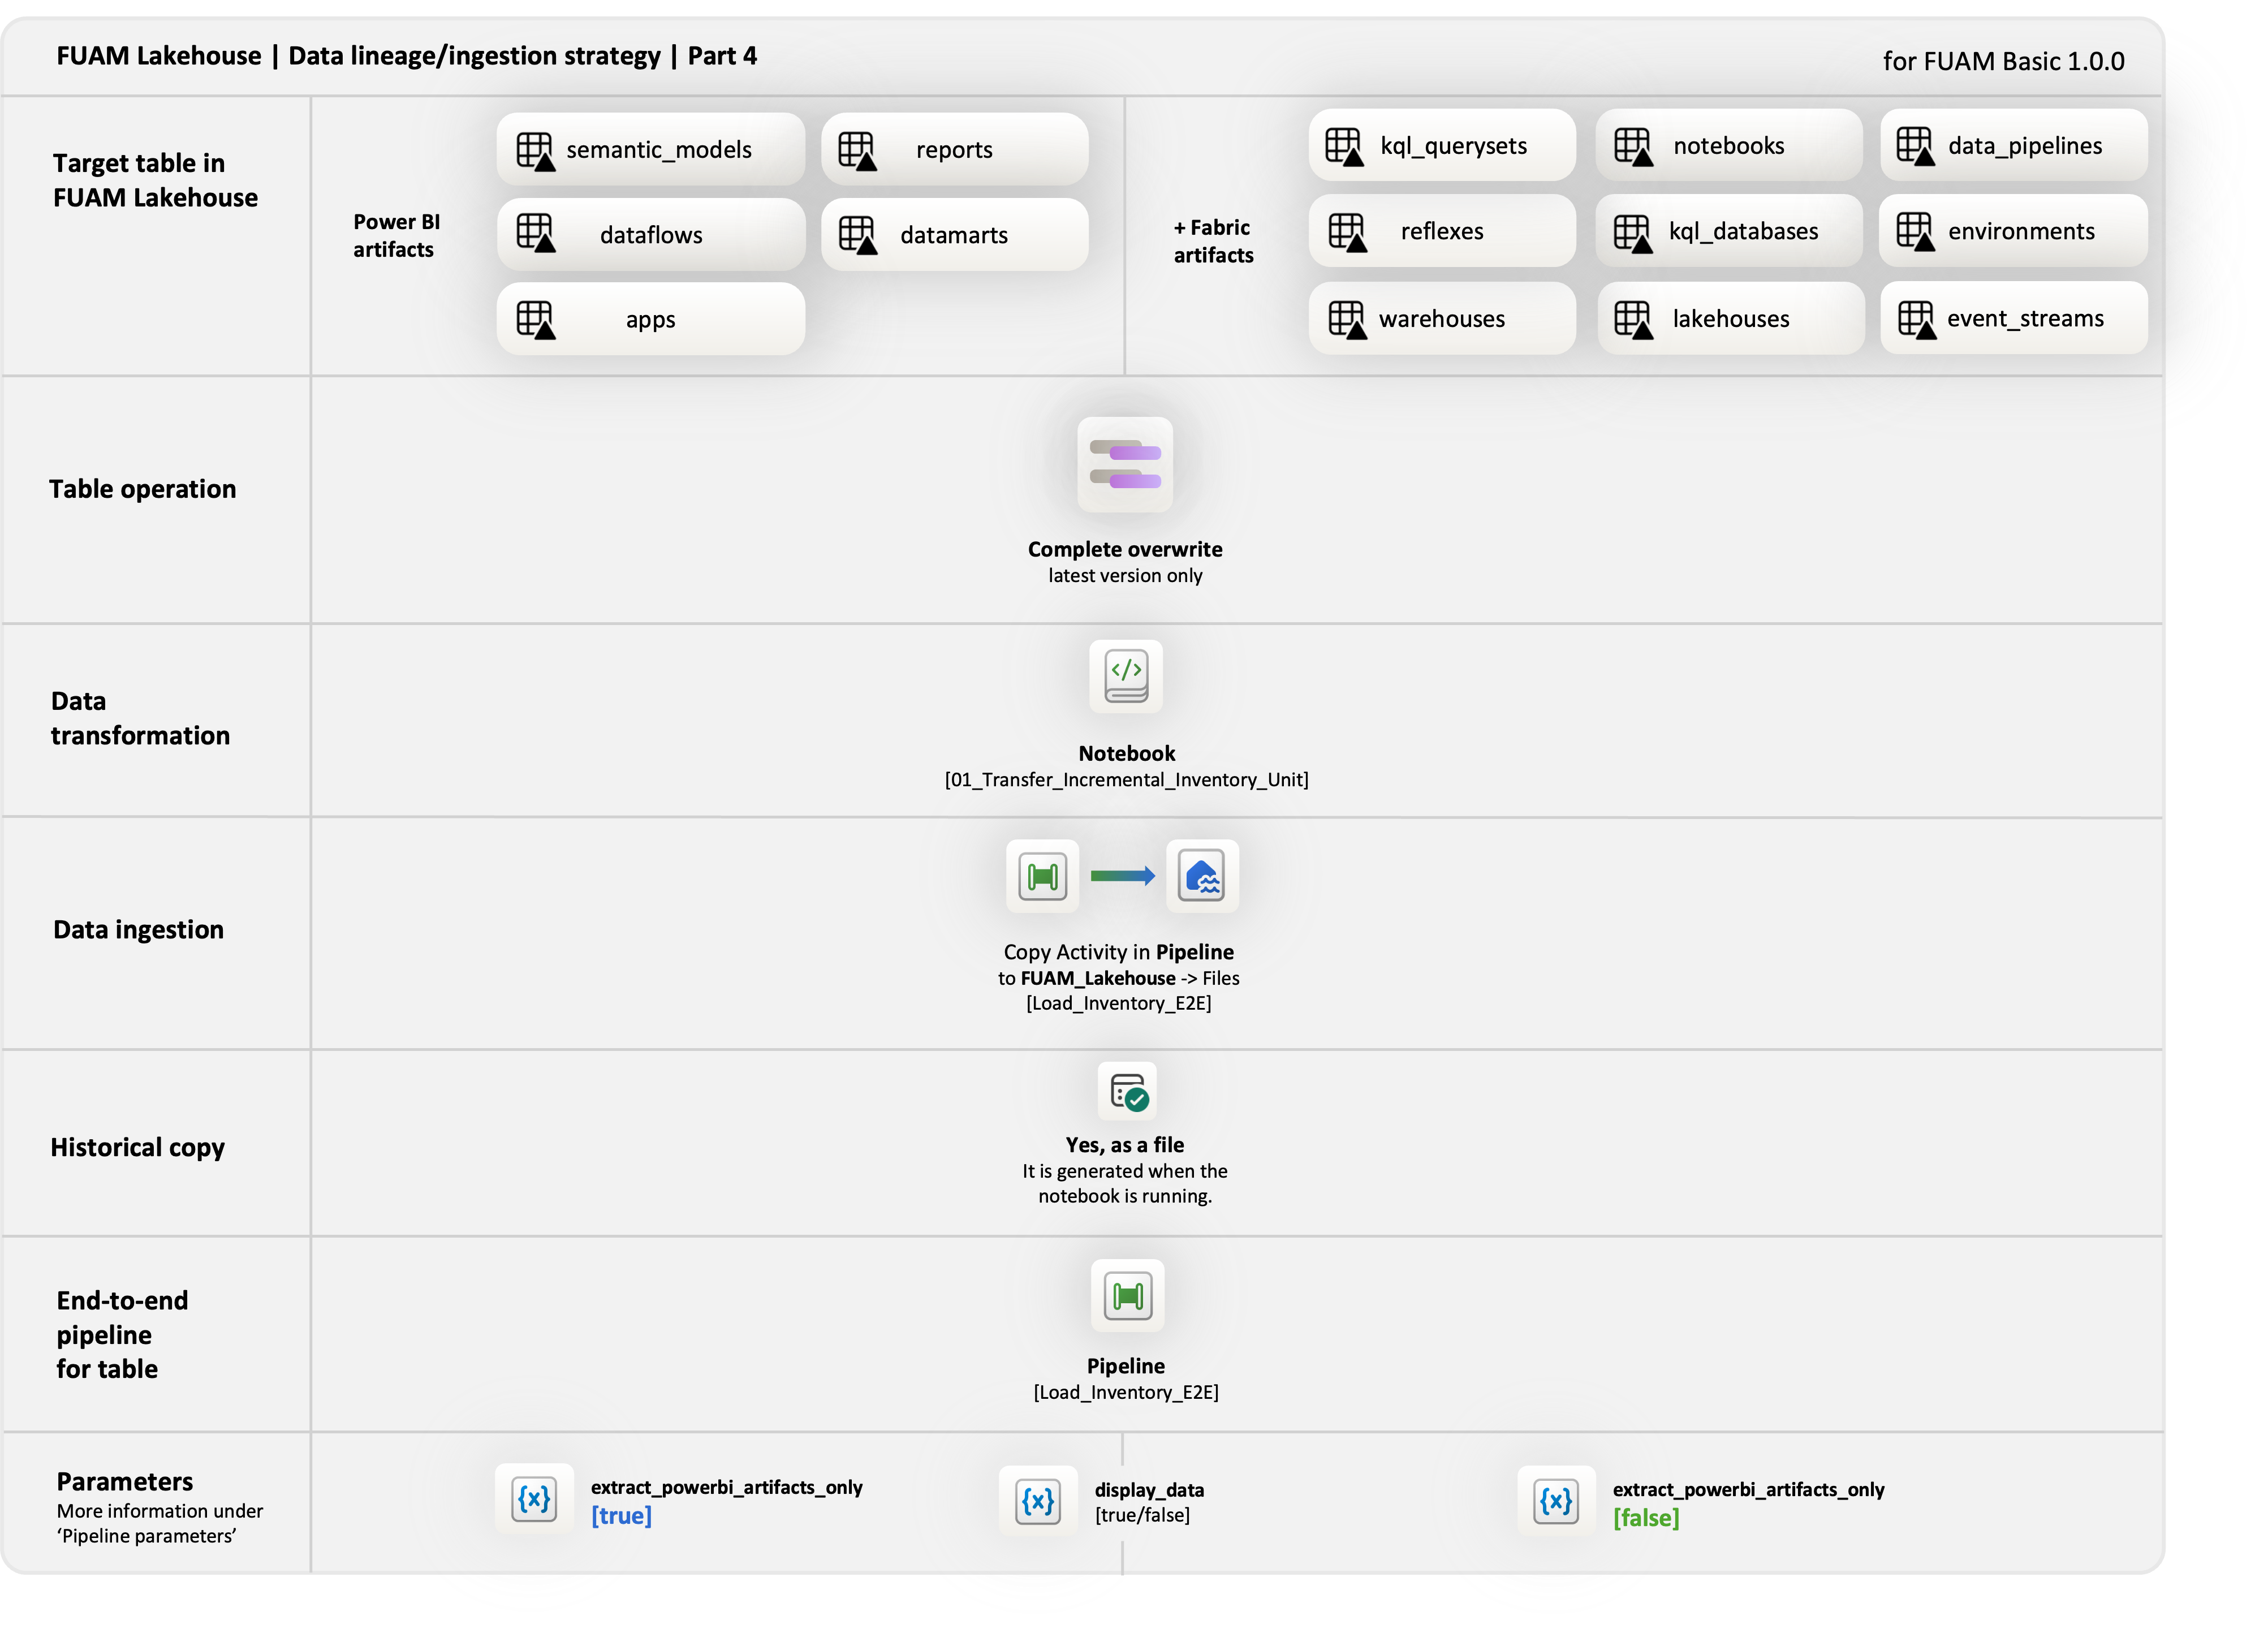 FUAM Lakehouse | Data lineage/ingestion strategy | Part 4
for FUAM Basic 1.0.0
Target table in
FUAM Lakehouse
Power BI
artifacts
semantic_models
reports
dataflows
datamarts
apps
+ Fabric
artifacts
kql_querysets
notebooks
data_pipelines
reflexes
kql_databases
environments
warehouses
lakehouses
event_streams
Table operation
Complete overwrite
latest version only
Data
transformation
</>
Notebook
[01_Transfer_Incremental_Inventory_Unit]
Data ingestion
Copy Activity in Pipeline
to FUAM_Lakehouse -> Files
[Load_Inventory_E2E]
Historical copy
Yes, as a file
It is generated when the
notebook is running.
End-to-end
pipeline
for table
Pipeline
[Load_Inventory_E2E]
Parameters
More information under
‘Pipeline parameters’
{x}
extract_powerbi_artifacts_only
[true]
{x}
display_data
[true/false]
{x}
extract_powerbi_artifacts_only
[false]